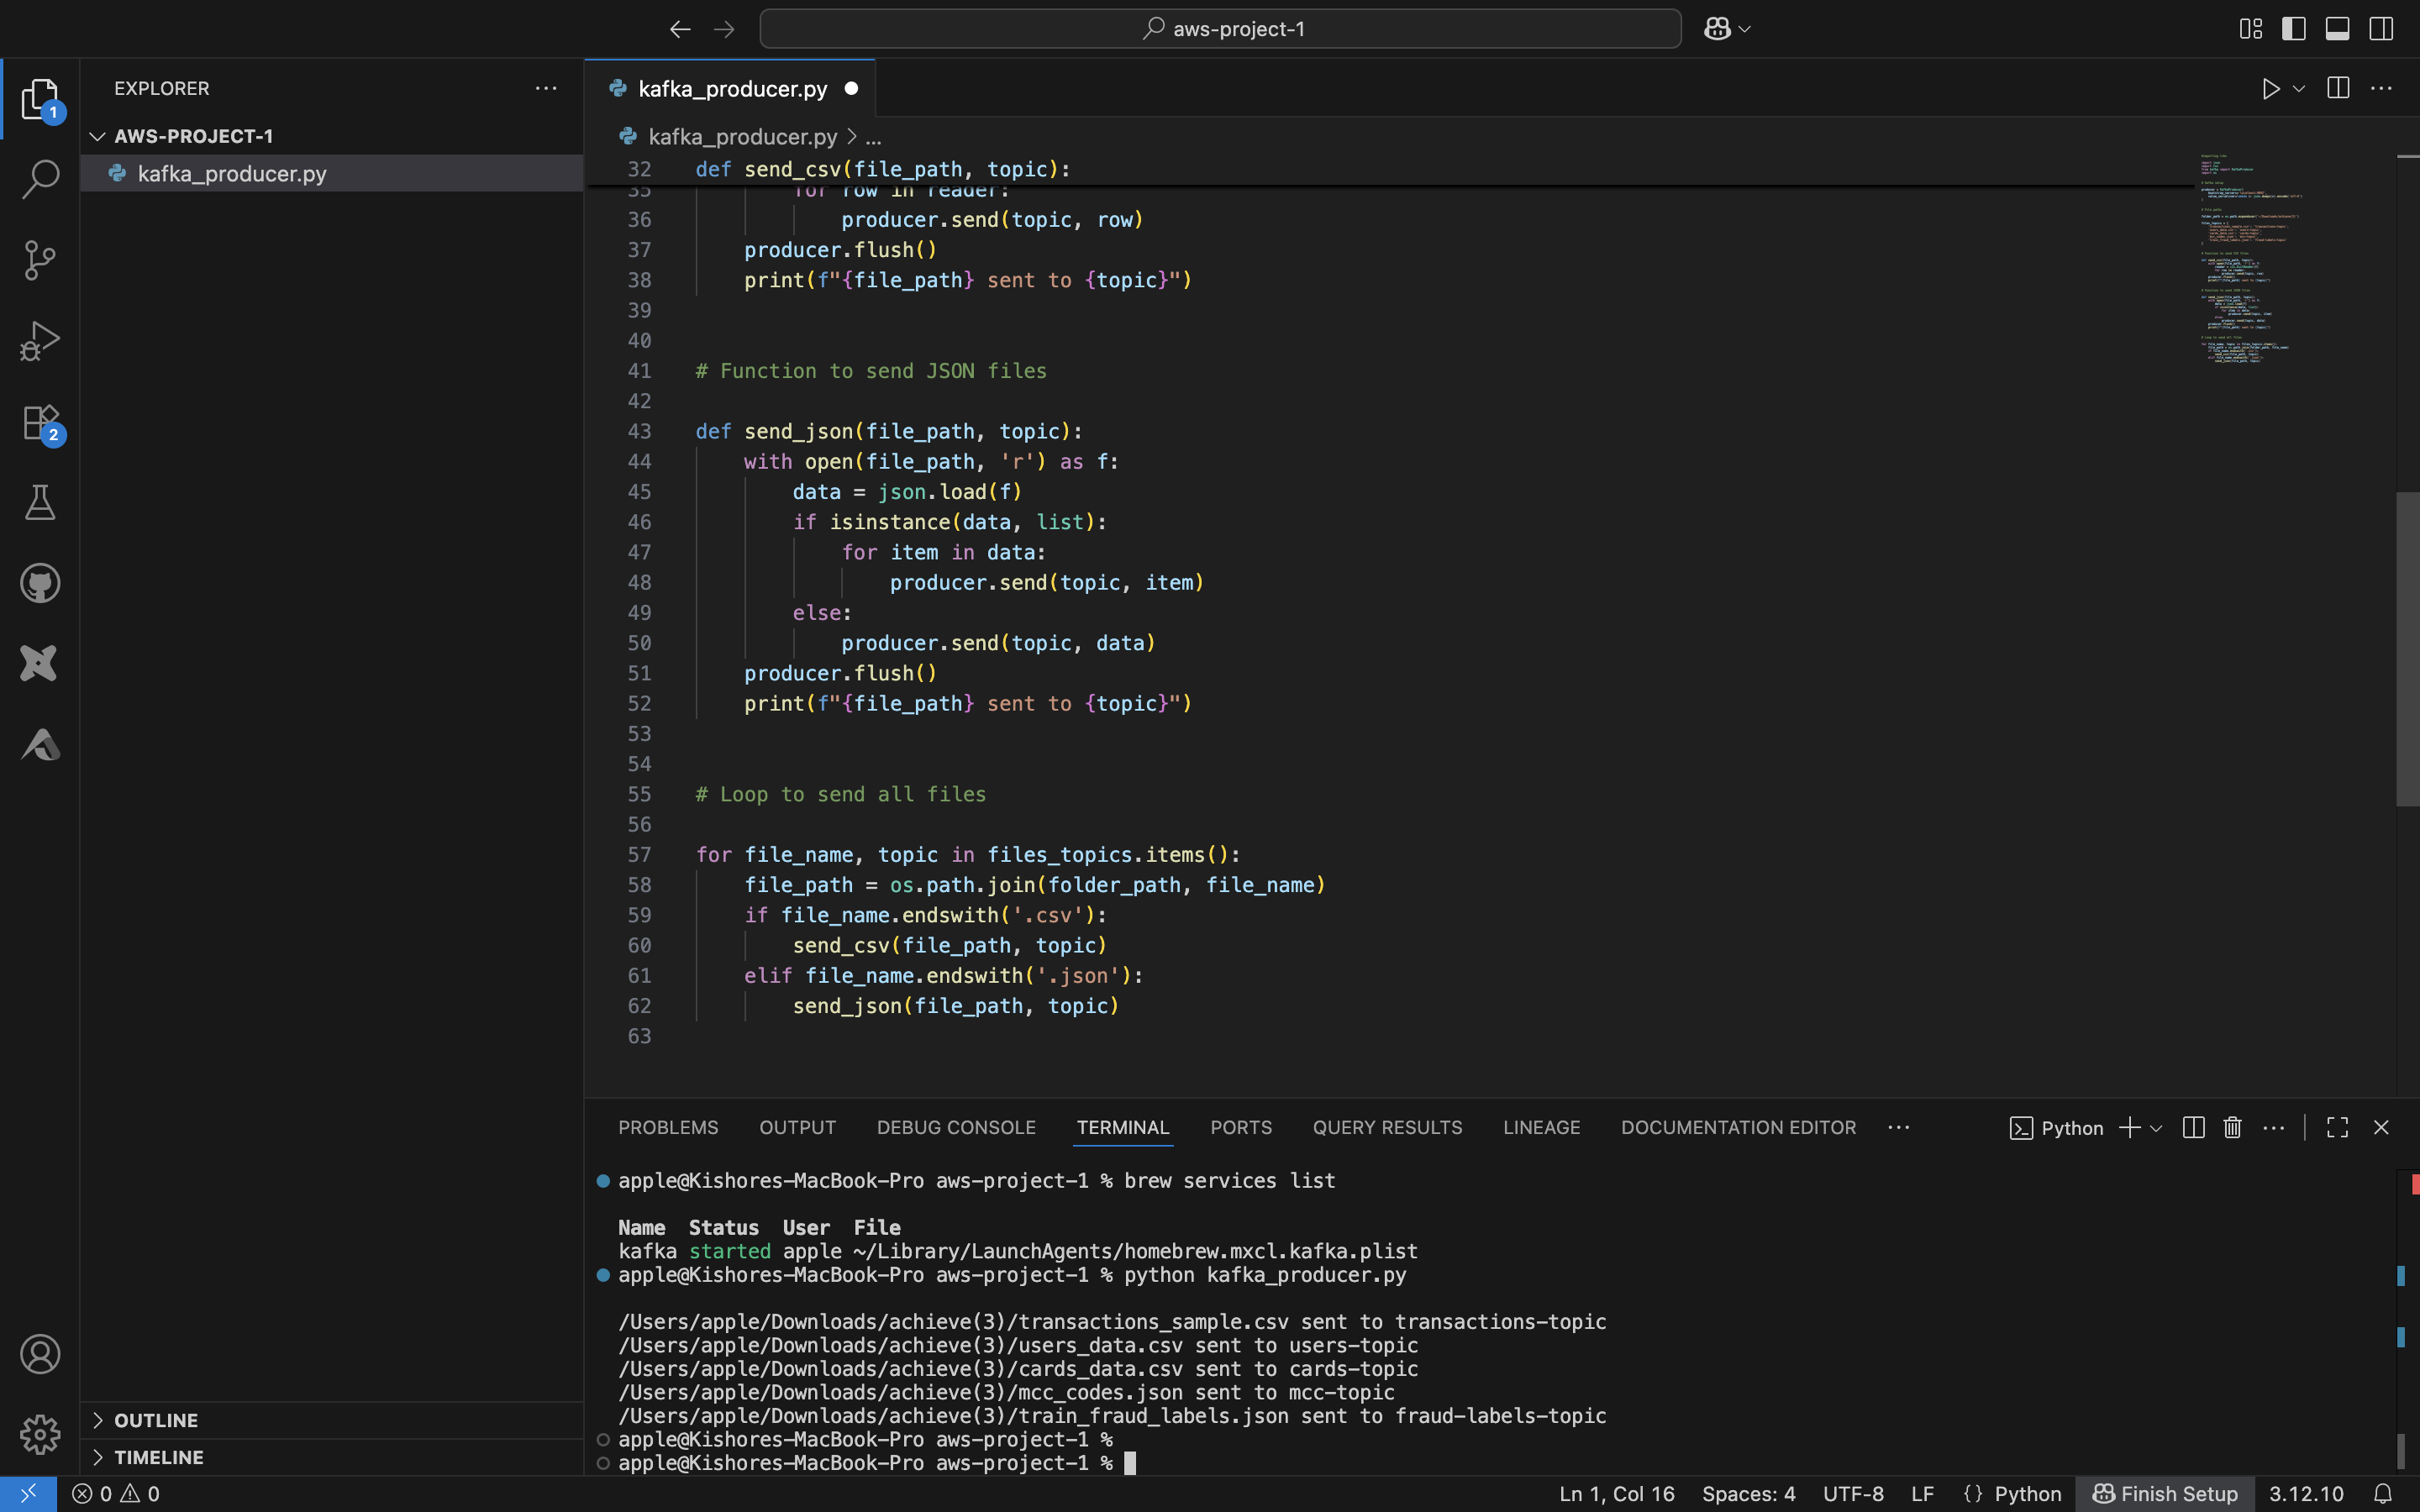 aws-project-1
EXPLORER
AWS-PROJECT-1
kafka_producer.py
1
2
OUTLINE
TIMELINE
kafka_producer.py
kafka_producer.py > ...
32 def send_csv(file_path, topic):
35 for row in reader:
36 producer.send(topic, row)
37 producer.flush()
38 print(f"{file_path} sent to {topic}")
39
40
41 # Function to send JSON files
42
43 def send_json(file_path, topic):
44 with open(file_path, 'r') as f:
45 data = json.load(f)
46 if isinstance(data, list):
47 for item in data:
48 producer.send(topic, item)
49 else:
50 producer.send(topic, data)
51 producer.flush()
52 print(f"{file_path} sent to {topic}")
53
54
55 # Loop to send all files
56
57 for file_name, topic in files_topics.items():
58 file_path = os.path.join(folder_path, file_name)
59 if file_name.endswith('.csv'):
60 send_csv(file_path, topic)
61 elif file_name.endswith('.json'):
62 send_json(file_path, topic)
63
PROBLEMS OUTPUT DEBUG CONSOLE TERMINAL PORTS QUERY RESULTS LINEAGE DOCUMENTATION EDITOR ... Python
apple@Kishores-MacBook-Pro aws-project-1 % brew services list
Name Status User File
kafka started apple ~/Library/LaunchAgents/homebrew.mxcl.kafka.plist
apple@Kishores-MacBook-Pro aws-project-1 % python kafka_producer.py
/Users/apple/Downloads/achieve(3)/transactions_sample.csv sent to transactions-topic
/Users/apple/Downloads/achieve(3)/users_data.csv sent to users-topic
/Users/apple/Downloads/achieve(3)/cards_data.csv sent to cards-topic
/Users/apple/Downloads/achieve(3)/mcc_codes.json sent to mcc-topic
/Users/apple/Downloads/achieve(3)/train_fraud_labels.json sent to fraud-labels-topic
apple@Kishores-MacBook-Pro aws-project-1 %
apple@Kishores-MacBook-Pro aws-project-1 %
0 0 Ln 1, Col 16 Spaces: 4 UTF-8 LF {} Python Finish Setup 3.12.10